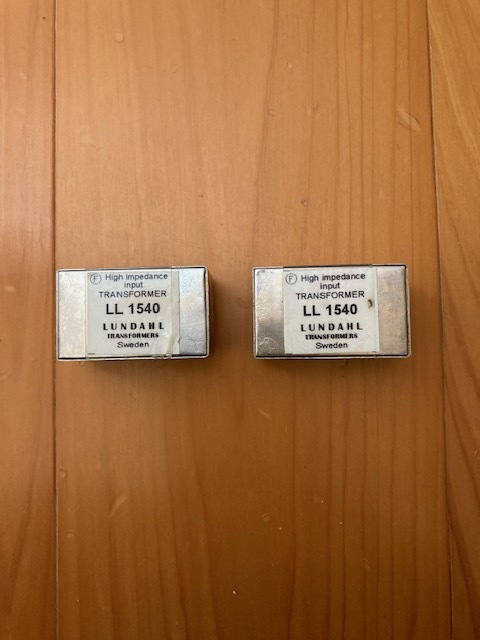 Ⓕ High impedance
input
TRANSFORMER
LL 1540
LUNDAHL
TRANSFORMERS
Sweden
Ⓕ High impedance
input
TRANSFORMER
LL 1540
LUNDAHL
TRANSFORMERS
Sweden